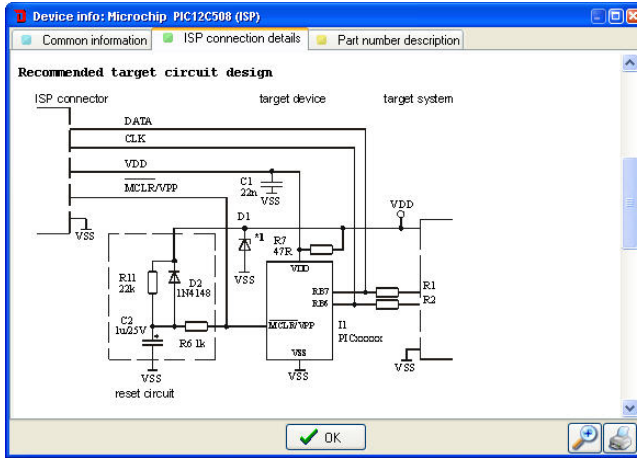 Device info: Microchip PIC12C508 (ISP)
Common information
ISP connection details
Part number description
Recommended target circuit design
ISP connector
target device
target system
DATA
CLK
VDD
MCLR/VPP
C1
22n
VSS
VSS
D1
*1
VSS
R7
47R
VDD
VDD
R11
22k
D2
1N4148
C2
1u/25V
R6 1k
VSS
reset circuit
RB7
RB6
MCLR/VPP
VSS
VSS
I1
PICxxxxx
R1
R2
VSS
OK